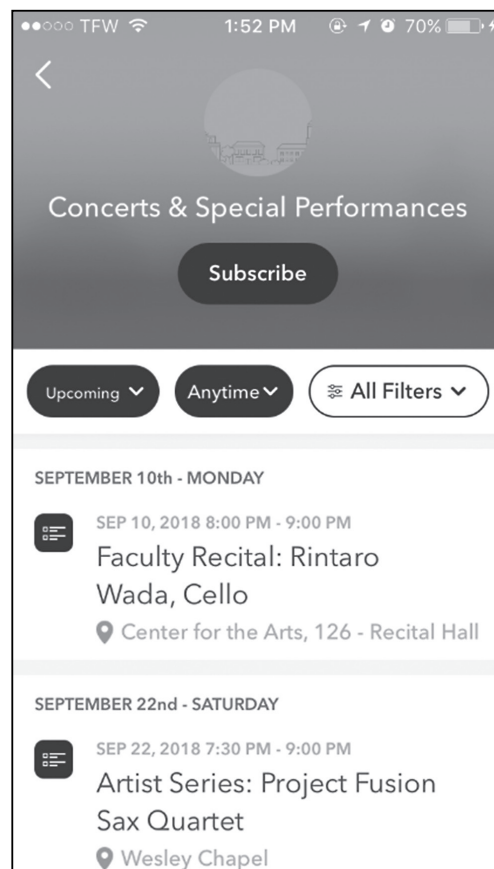 TFW 1:52 PM 70%
Concerts & Special Performances
Subscribe
Upcoming Anytime All Filters
SEPTEMBER 10th - MONDAY
SEP 10, 2018 8:00 PM - 9:00 PM
Faculty Recital: Rintaro
Wada, Cello
Center for the Arts, 126 - Recital Hall
SEPTEMBER 22nd - SATURDAY
SEP 22, 2018 7:30 PM - 9:00 PM
Artist Series: Project Fusion
Sax Quartet
Wesley Chapel